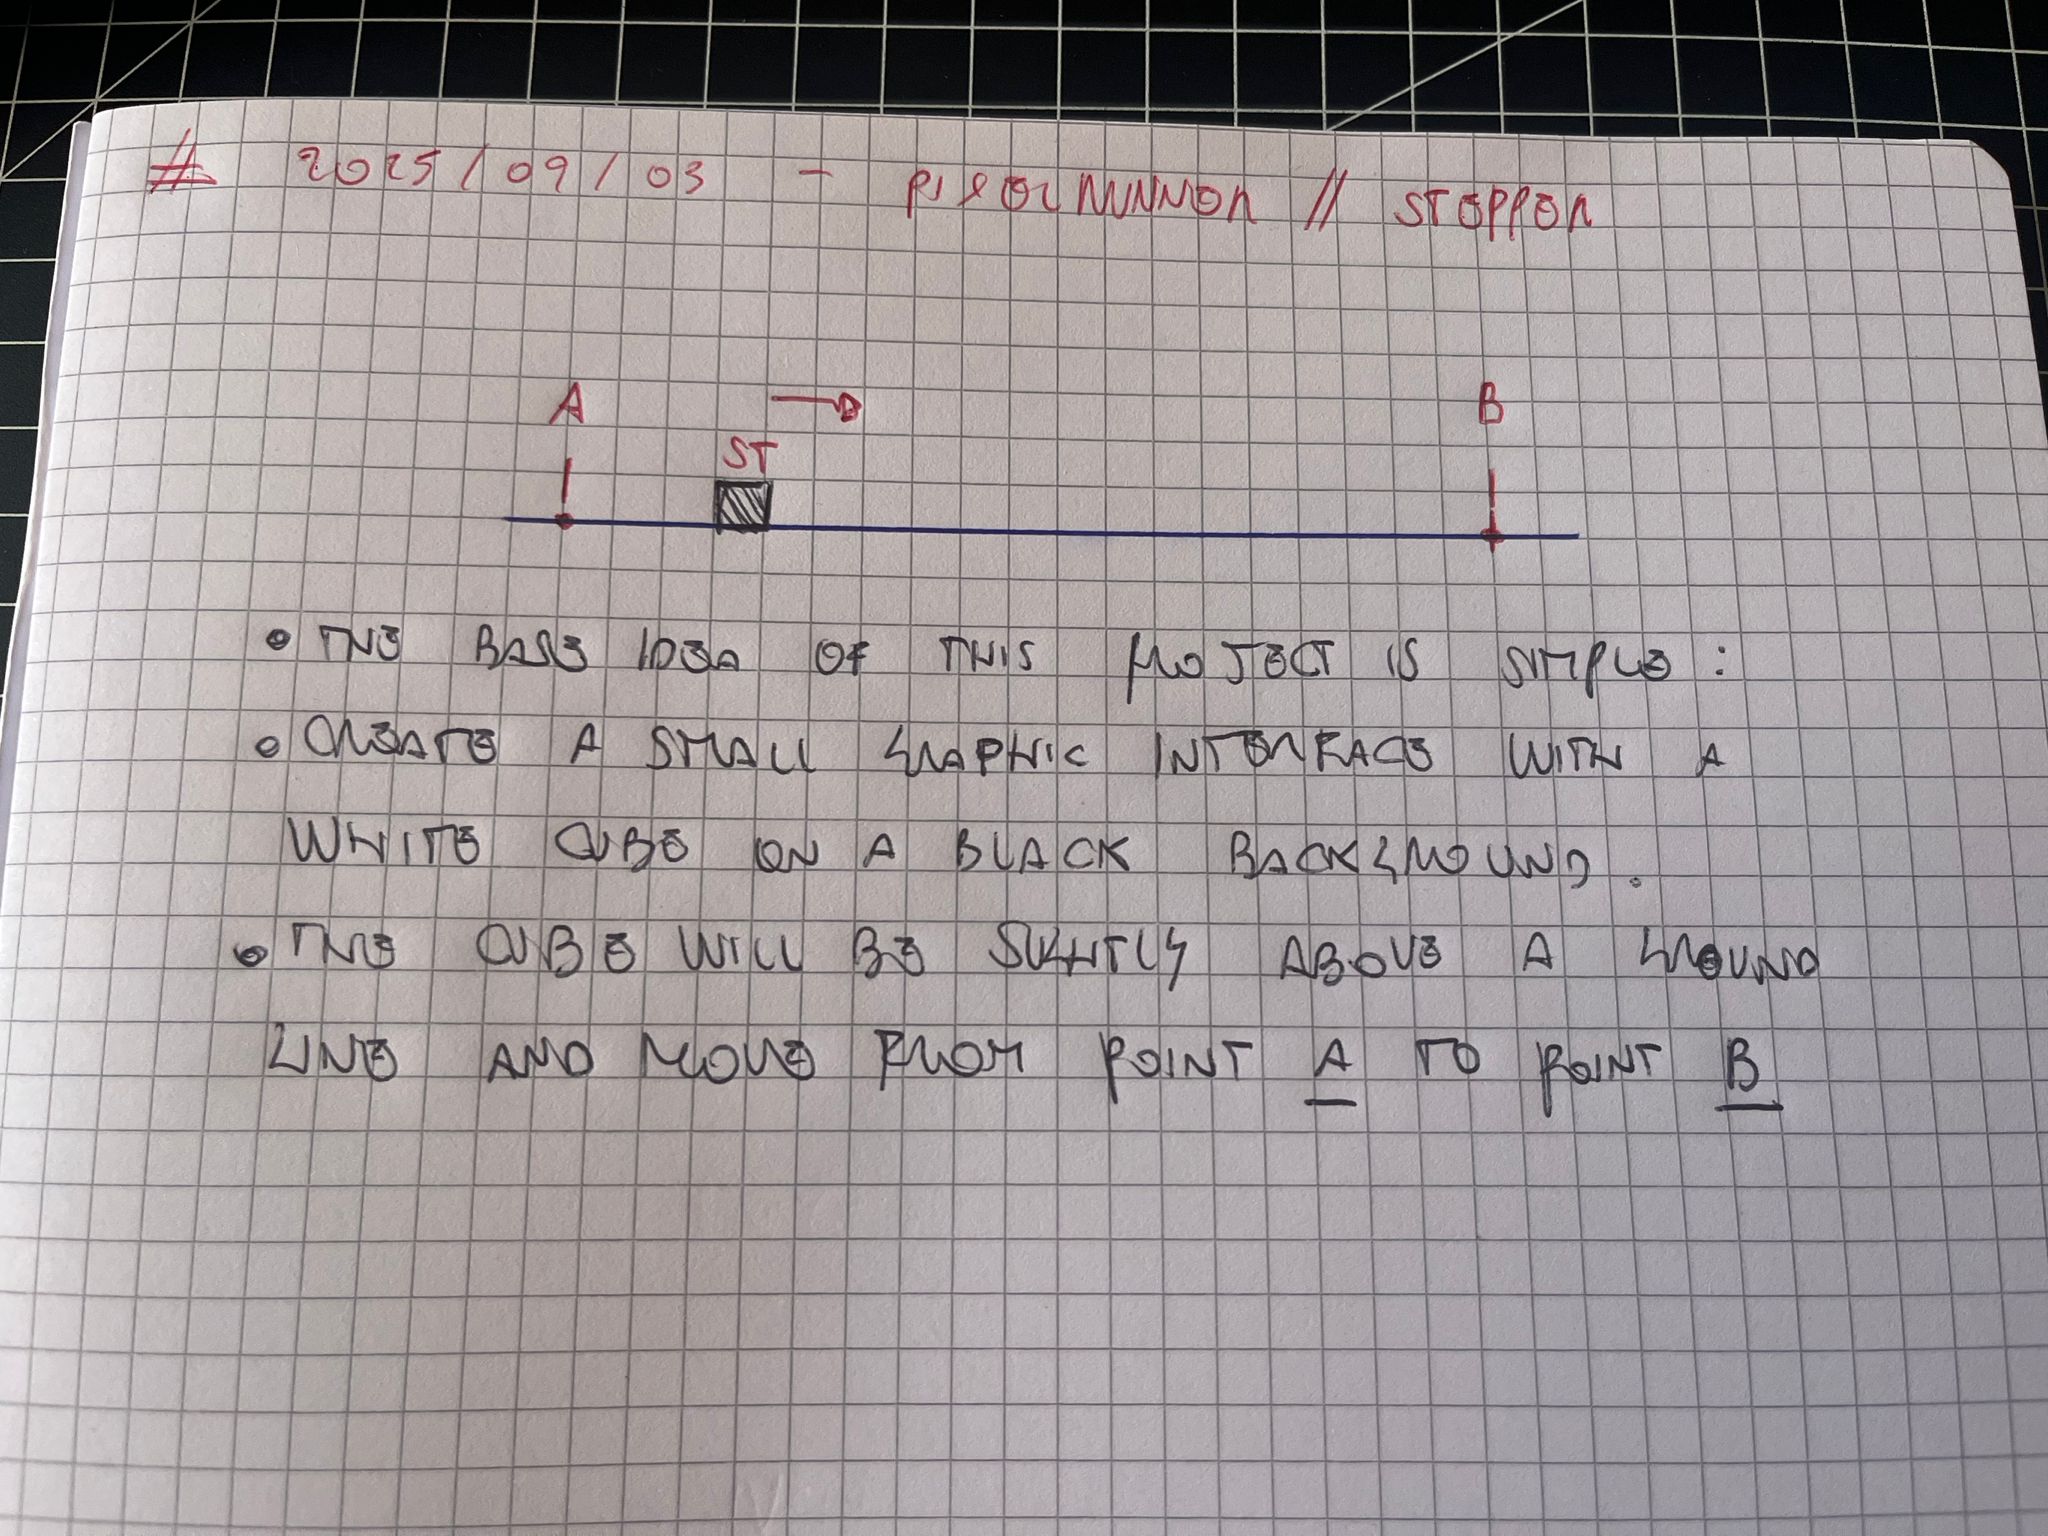 # 2025/09/03 - PIXELRUNNER // STEPPER
A B
ST
• THE BASE IDEA OF THIS PROJECT IS SIMPLE :
• CREATE A SMALL GRAPHIC INTERFACE WITH A
WHITE CUBE ON A BLACK BACKGROUND.
• THE CUBE WILL BE SLIGHTLY ABOVE A GROUND
LINE AND MOVE FROM POINT A TO POINT B